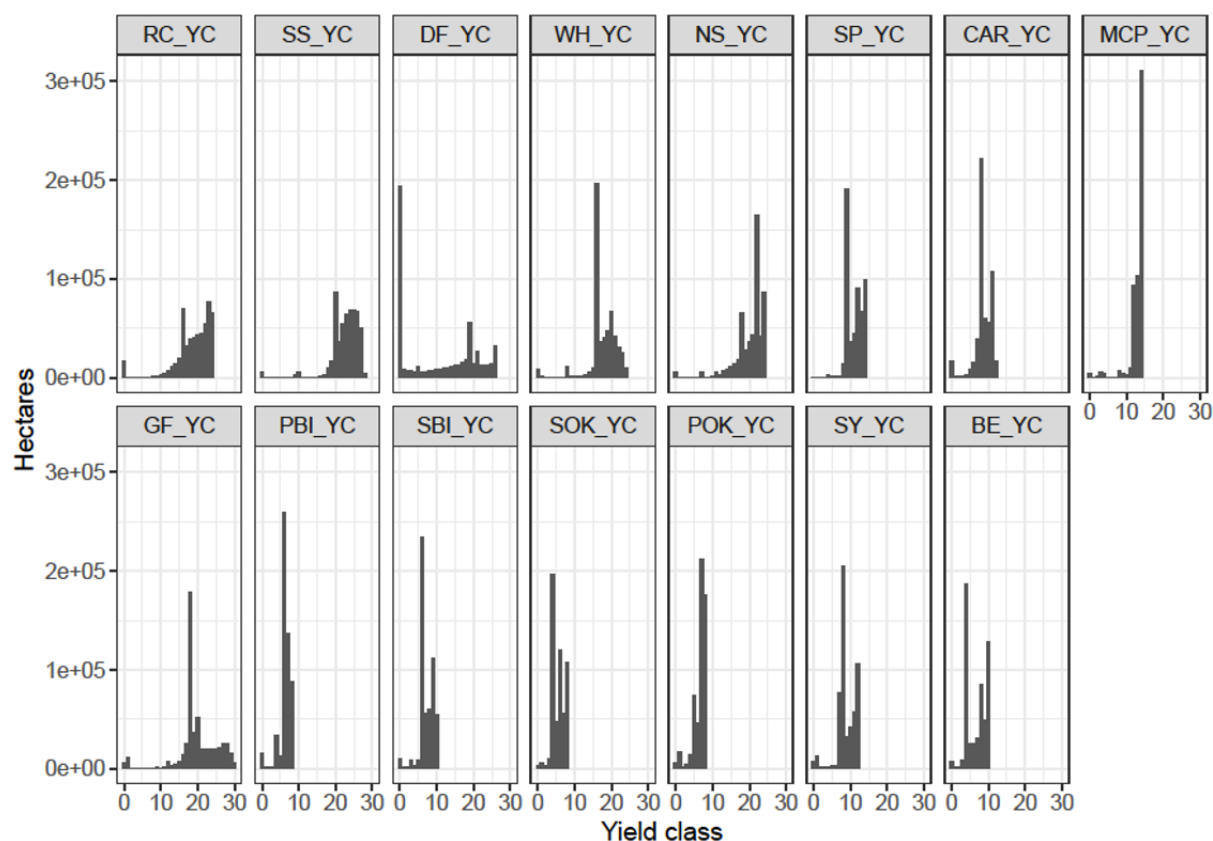 RC_YC SS_YC DF_YC WH_YC NS_YC SP_YC CAR_YC MCP_YC
3e+05
2e+05
1e+05
0e+00
0 10 20 30
GF_YC PBI_YC SBI_YC SOK_YC POK_YC SY_YC BE_YC
Hectares
3e+05
2e+05
1e+05
0e+00
0 10 20 30 0 10 20 30 0 10 20 30 0 10 20 30 0 10 20 30 0 10 20 30 0 10 20 30
Yield class